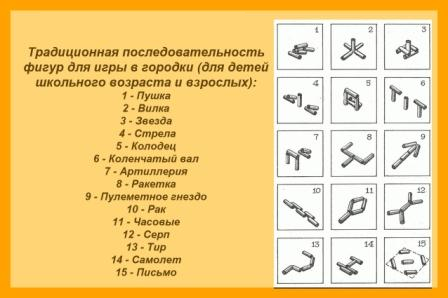 Традиционная последовательность
фигур для игры в городки (для детей
школьного возраста и взрослых):
1 - Пушка
2 - Вилка
3 - Звезда
4 - Стрела
5 - Колодец
6 - Коленчатый вал
7 - Артиллерия
8 - Ракетка
9 - Пулеметное гнездо
10 - Рак
11 - Часовые
12 - Серп
13 - Тир
14 - Самолет
15 - Письмо
1
2
3
4
5
6
7
8
9
10
11
12
13
14
15